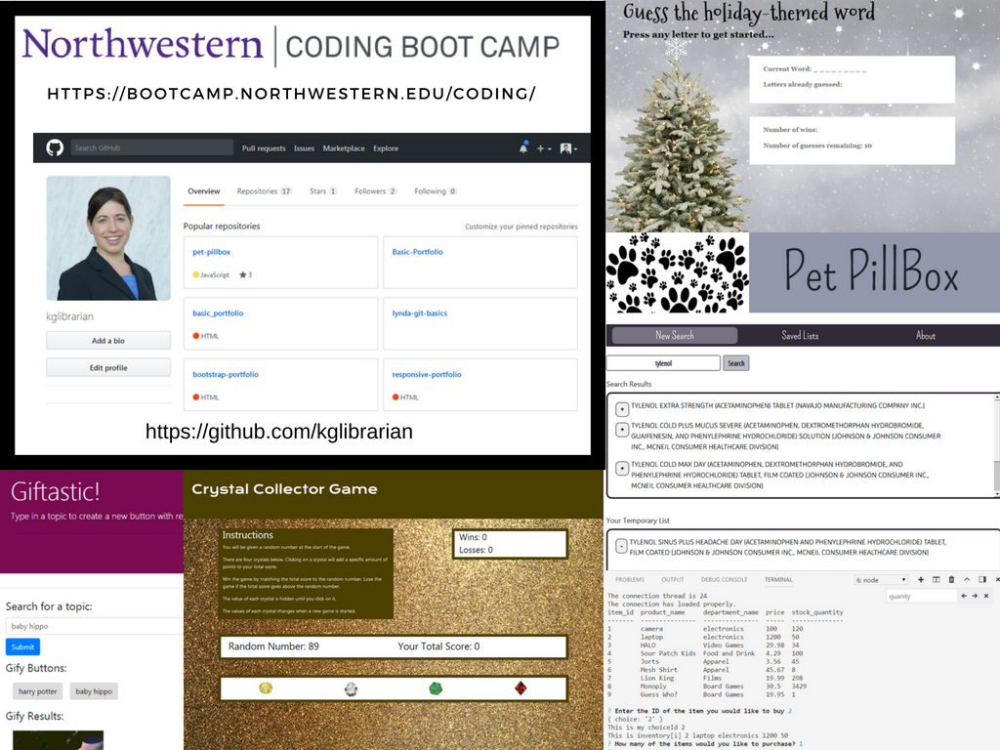 Northwestern | CODING BOOT CAMP
HTTPS://BOOTCAMP.NORTHWESTERN.EDU/CODING/
Search GitHub
Pull requests Issues Marketplace Explore
Overview Repositories 17 Stars 1 Followers 2 Following 0
Popular repositories
Customize your pinned repositories
pet-pillbox
JavaScript 3
Basic-Portfolio
basic_portfolio
HTML
lynda-git-basics
bootstrap-portfolio
HTML
responsive-portfolio
HTML
kglibrarian
Add a bio
Edit profile
https://github.com/kglibrarian
Guess the holiday-themed word
Press any letter to get started...
Current Word: _ _ _ _ _ _ _ _ _
Letters already guessed:
Number of wins:
Number of guesses remaining: 10
Pet PillBox
New Search Saved Lists About
tylenol Search
Search Results
+ TYLENOL EXTRA STRENGTH (ACETAMINOPHEN) TABLET [NAVAJO MANUFACTURING COMPANY INC.]
+ TYLENOL COLD PLUS MUCUS SEVERE (ACETAMINOPHEN, DEXTROMETHORPHAN HYDROBROMIDE,
GUAIFENESIN, AND PHENYLEPHRINE HYDROCHLORIDE) SOLUTION [JOHNSON & JOHNSON CONSUMER
INC., MCNEIL CONSUMER HEALTHCARE DIVISION]
+ TYLENOL COLD MAX DAY (ACETAMINOPHEN, DEXTROMETHORPHAN HYDROBROMIDE, AND
PHENYLEPHRINE HYDROCHLORIDE) TABLET, FILM COATED [JOHNSON & JOHNSON CONSUMER INC.,
MCNEIL CONSUMER HEALTHCARE DIVISION]
Your Temporary List
- TYLENOL SINUS PLUS HEADACHE DAY (ACETAMINOPHEN AND PHENYLEPHRINE HYDROCHLORIDE) TABLET,
FILM COATED [JOHNSON & JOHNSON CONSUMER INC., MCNEIL CONSUMER HEALTHCARE DIVISION]
Giftastic!
Type in a topic to create a new button with re
Search for a topic:
baby hippo
Submit
Gify Buttons:
harry potter baby hippo
Gify Results:
Crystal Collector Game
Instructions
You will be given a random number at the start of the game.
There are four crystals below. Clicking on a crystal will add a specific amount of
points to your total score.
Win the game by matching the total score to the random number. Lose the
game if the total score goes above the random number.
The value of each crystal is hidden until you click on it.
The values of each crystal changes when a new game is started.
Wins: 0
Losses: 0
Random Number: 89 Your Total Score: 0
PROBLEMS OUTPUT DEBUG CONSOLE TERMINAL 6: node
quanity
The connection thread is 24
The connection has loaded properly.
item_id product_name department_name price stock_quantity
------- ------------ --------------- ----- --------------
1 camera electronics 100 120
2 laptop electronics 1200 50
3 HALO Video Games 29.98 34
4 Sour Patch Kids Food and Drink 4.29 100
5 Jorts Apparel 3.56 45
6 Mesh Shirt Apparel 45.67 8
7 Lion King Films 19.99 298
8 Monoply Board Games 30.5 3429
9 Guess Who? Board Games 19.95 1
? Enter the ID of the item you would like to buy 2
{ choice: '2' }
This is my choiceId 2
This is inventory[i] 2 laptop electronics 1200 50
? How many of the items would you like to purchase? 1